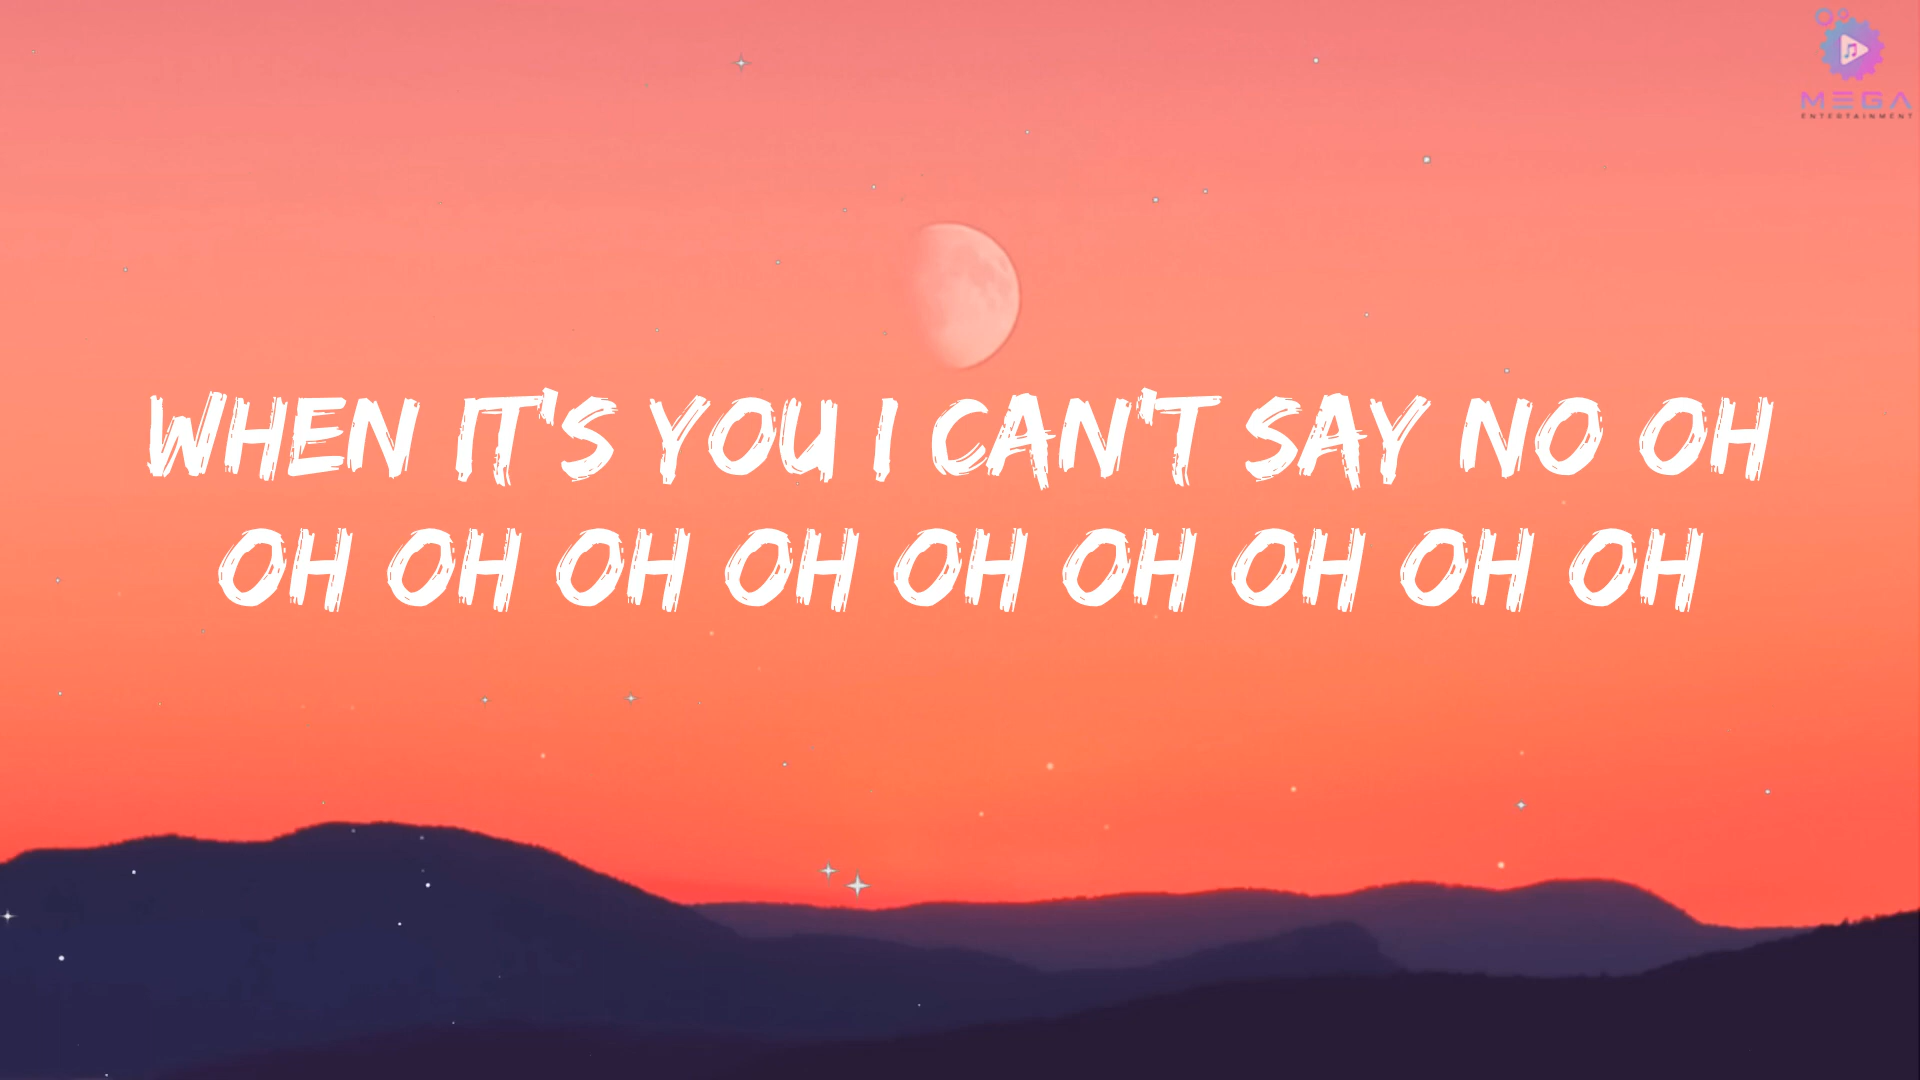 MEGA
ENTERTAINMENT
WHEN IT'S YOU I CAN'T SAY NO OH
OH OH OH OH OH OH OH OH OH